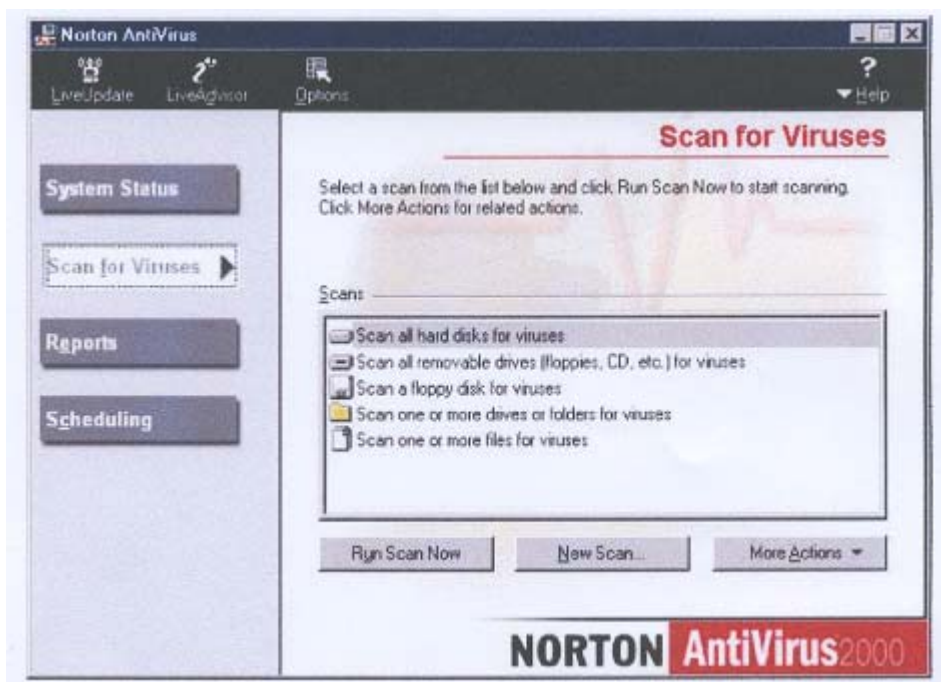 Norton AntiVirus
LiveUpdate LiveAdvisor Options ? Help
Scan for Viruses
System Status
Select a scan from the list below and click Run Scan Now to start scanning.
Click More Actions for related actions.
Scan for Viruses
Scans
Reports
Scan all hard disks for viruses
Scan all removable drives (floppies, CD, etc.) for viruses
Scan a floppy disk for viruses
Scheduling
Scan one or more drives or folders for viruses
Scan one or more files for viruses
Run Scan Now New Scan... More Actions
NORTON AntiVirus 2000